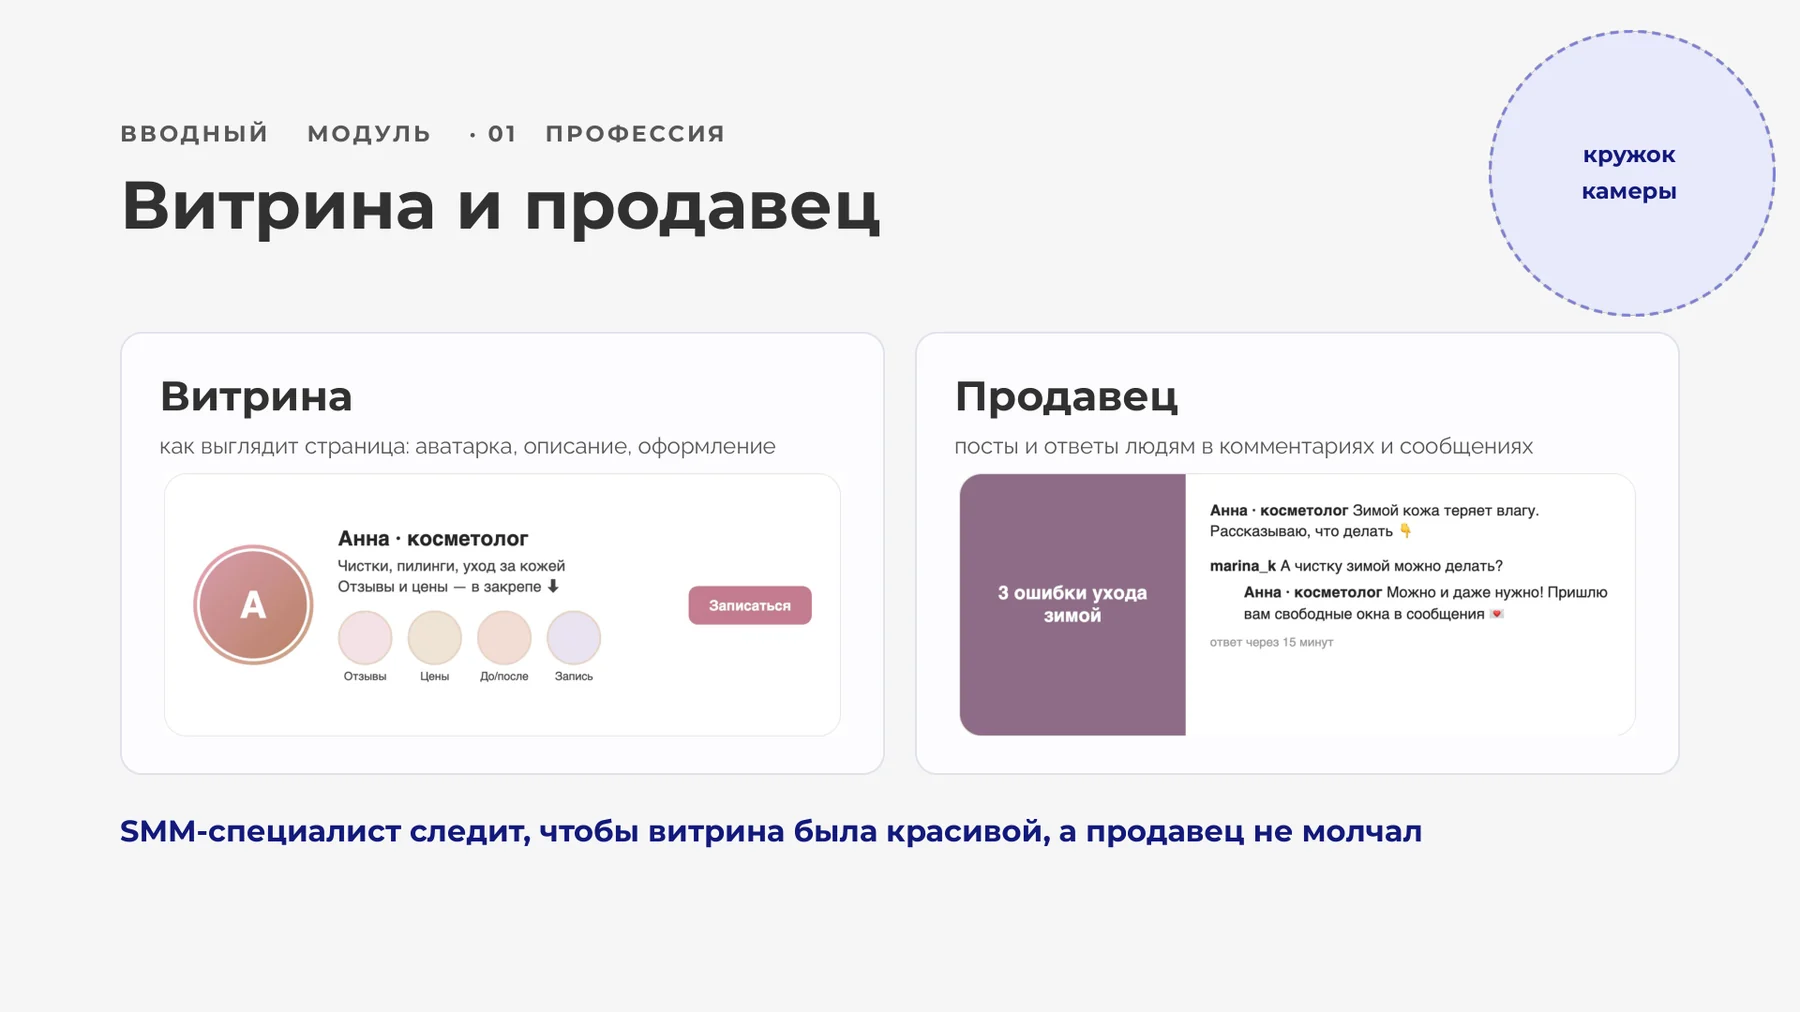 ВВОДНЫЙ МОДУЛЬ · 01 ПРОФЕССИЯ
Витрина и продавец
кружок
камеры
Витрина
как выглядит страница: аватарка, описание, оформление
А
Анна · косметолог
Чистки, пилинги, уход за кожей
Отзывы и цены — в закрепе ⬇
Записаться
Отзывы
Цены
До/после
Запись
Продавец
посты и ответы людям в комментариях и сообщениях
3 ошибки ухода
зимой
Анна · косметолог Зимой кожа теряет влагу.
Рассказываю, что делать 👇
marina_k А чистку зимой можно делать?
Анна · косметолог Можно и даже нужно! Пришлю
вам свободные окна в сообщения 💌
ответ через 15 минут
SMM-специалист следит, чтобы витрина была красивой, а продавец не молчал